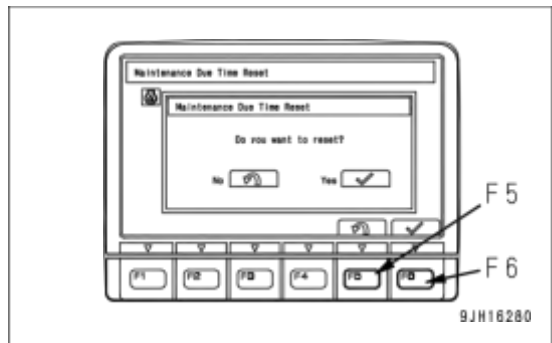 Maintenance Due Time Reset
Maintenance Due Time Reset
Do you want to reset?
No Yes
F5
F1 F2 F3 F4 F5 F6
F6
9JH16280